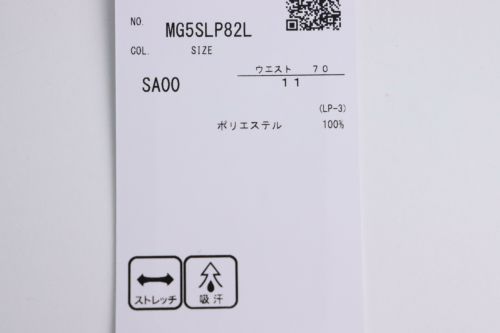 NO. MG5SLP82L
COL. SIZE
ウエスト 70
SA00 11
(LP-3)
ポリエステル 100%
ストレッチ 吸汗